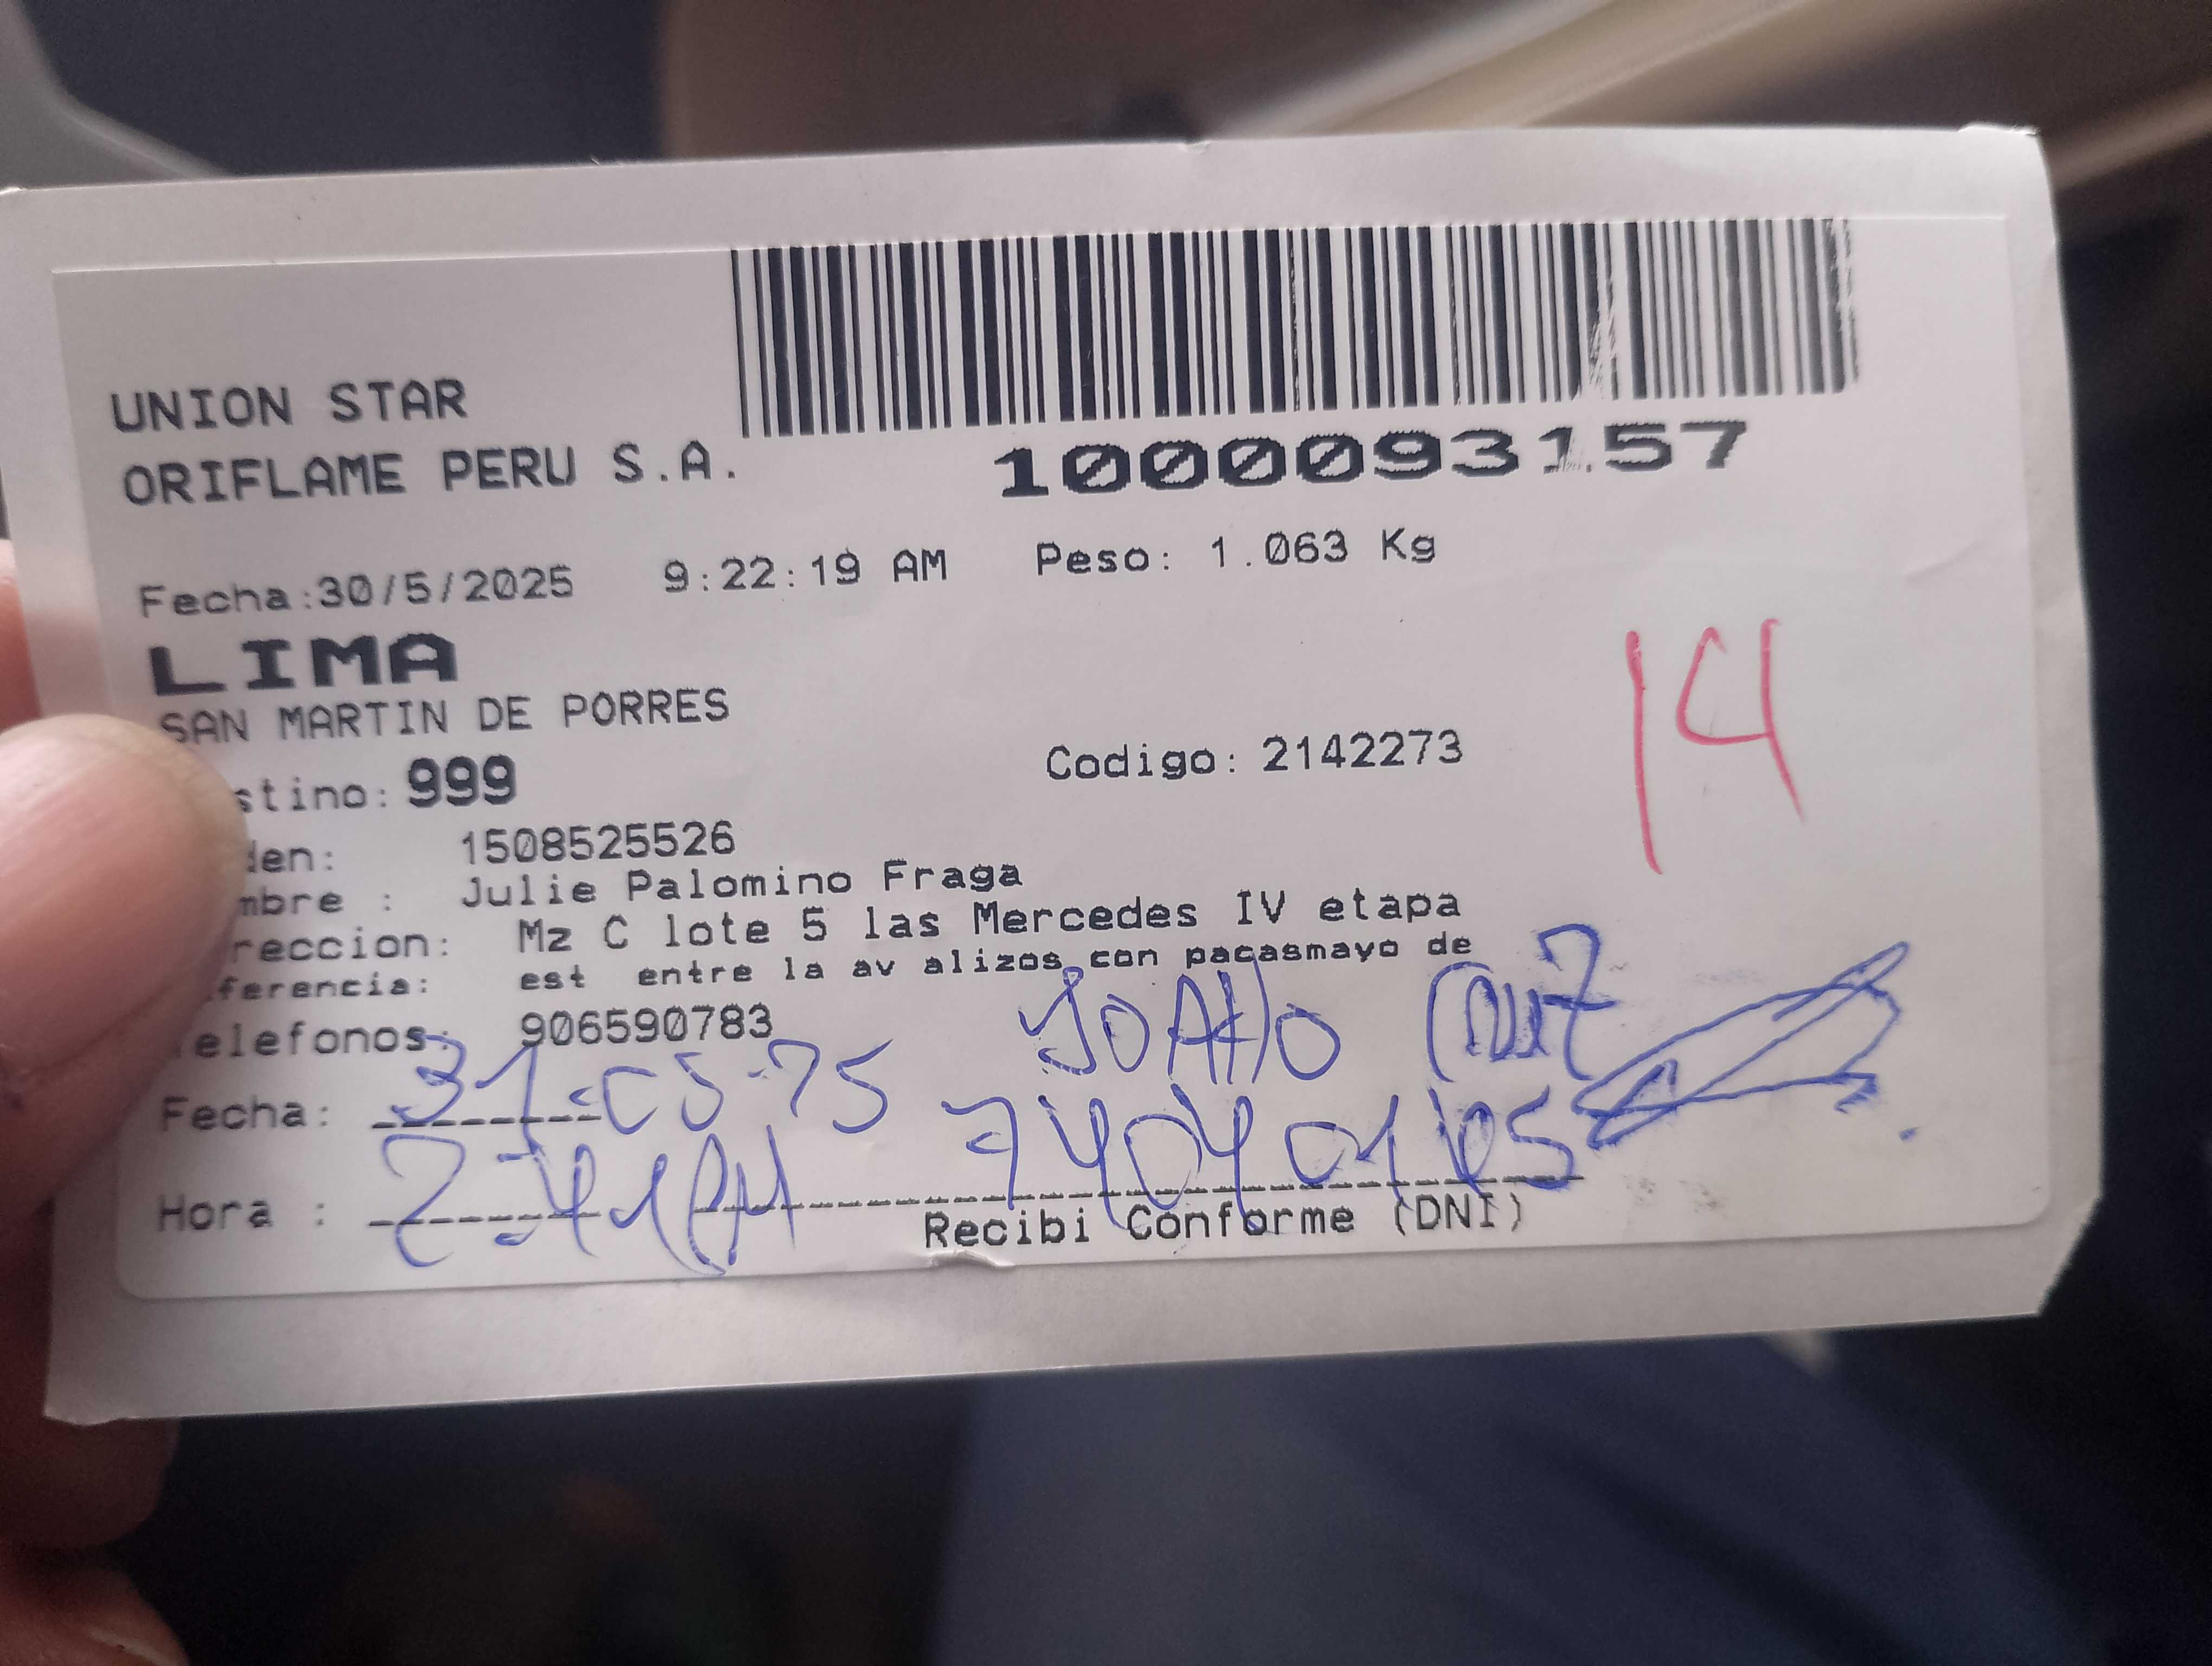 UNION STAR
ORIFLAME PERU S.A.
1000093157
Fecha:30/5/2025 9:22:19 AM Peso: 1.063 Kg
LIMA
SAN MARTIN DE PORRES
stino: 999 Codigo: 2142273
14
den: 1508525526
mbre : Julie Palomino Fraga
reccion: Mz C lote 5 las Mercedes IV etapa
ferencia: est entre la av alizos con pacasmayo de
elefonos: 906590783
Fecha: 31-05-25
Hora :
Recibi Conforme (DNI)